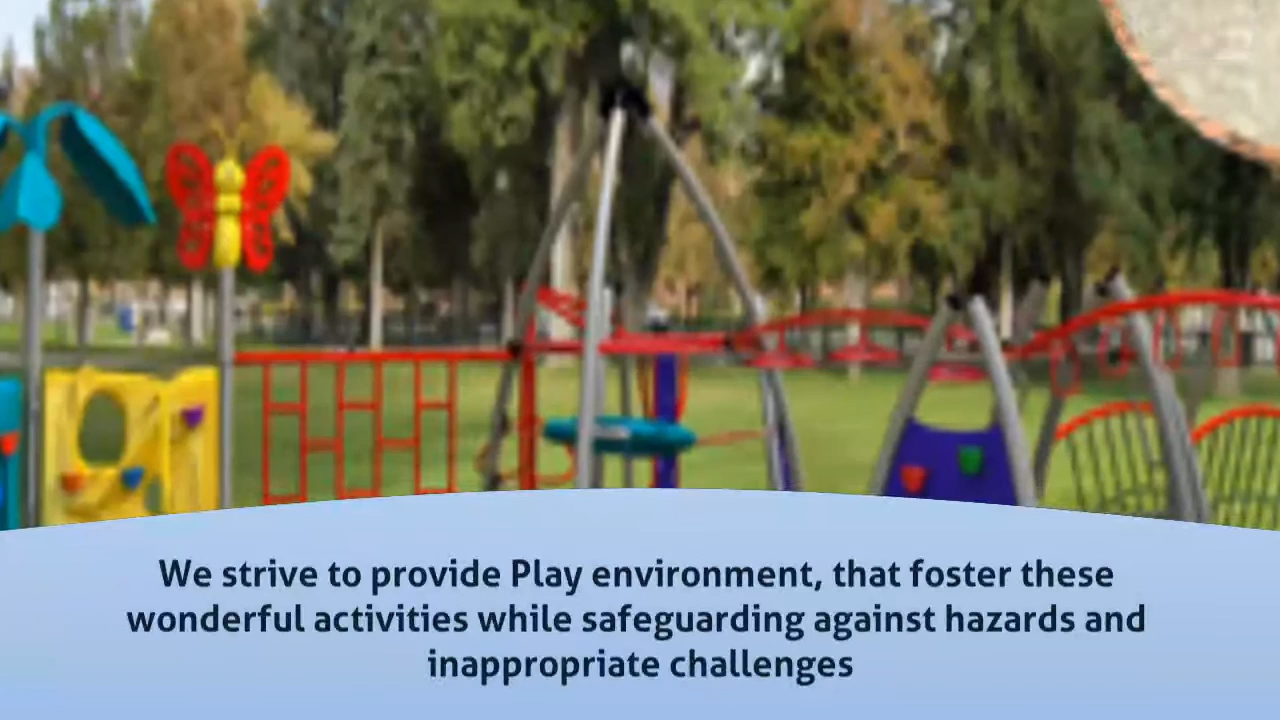 We strive to provide Play environment, that foster these
wonderful activities while safeguarding against hazards and
inappropriate challenges